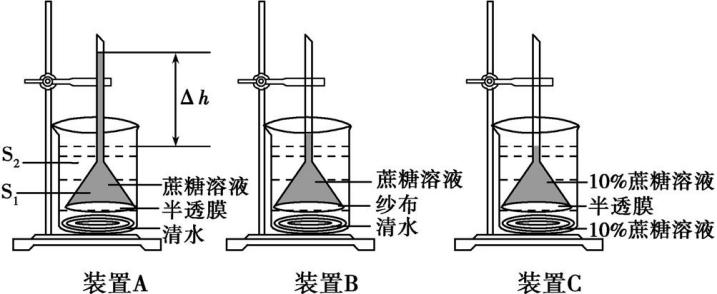 Δh
S₂
S₁
蔗糖溶液
半透膜
清水
装置A
蔗糖溶液
纱布
清水
装置B
10%蔗糖溶液
半透膜
10%蔗糖溶液
装置C